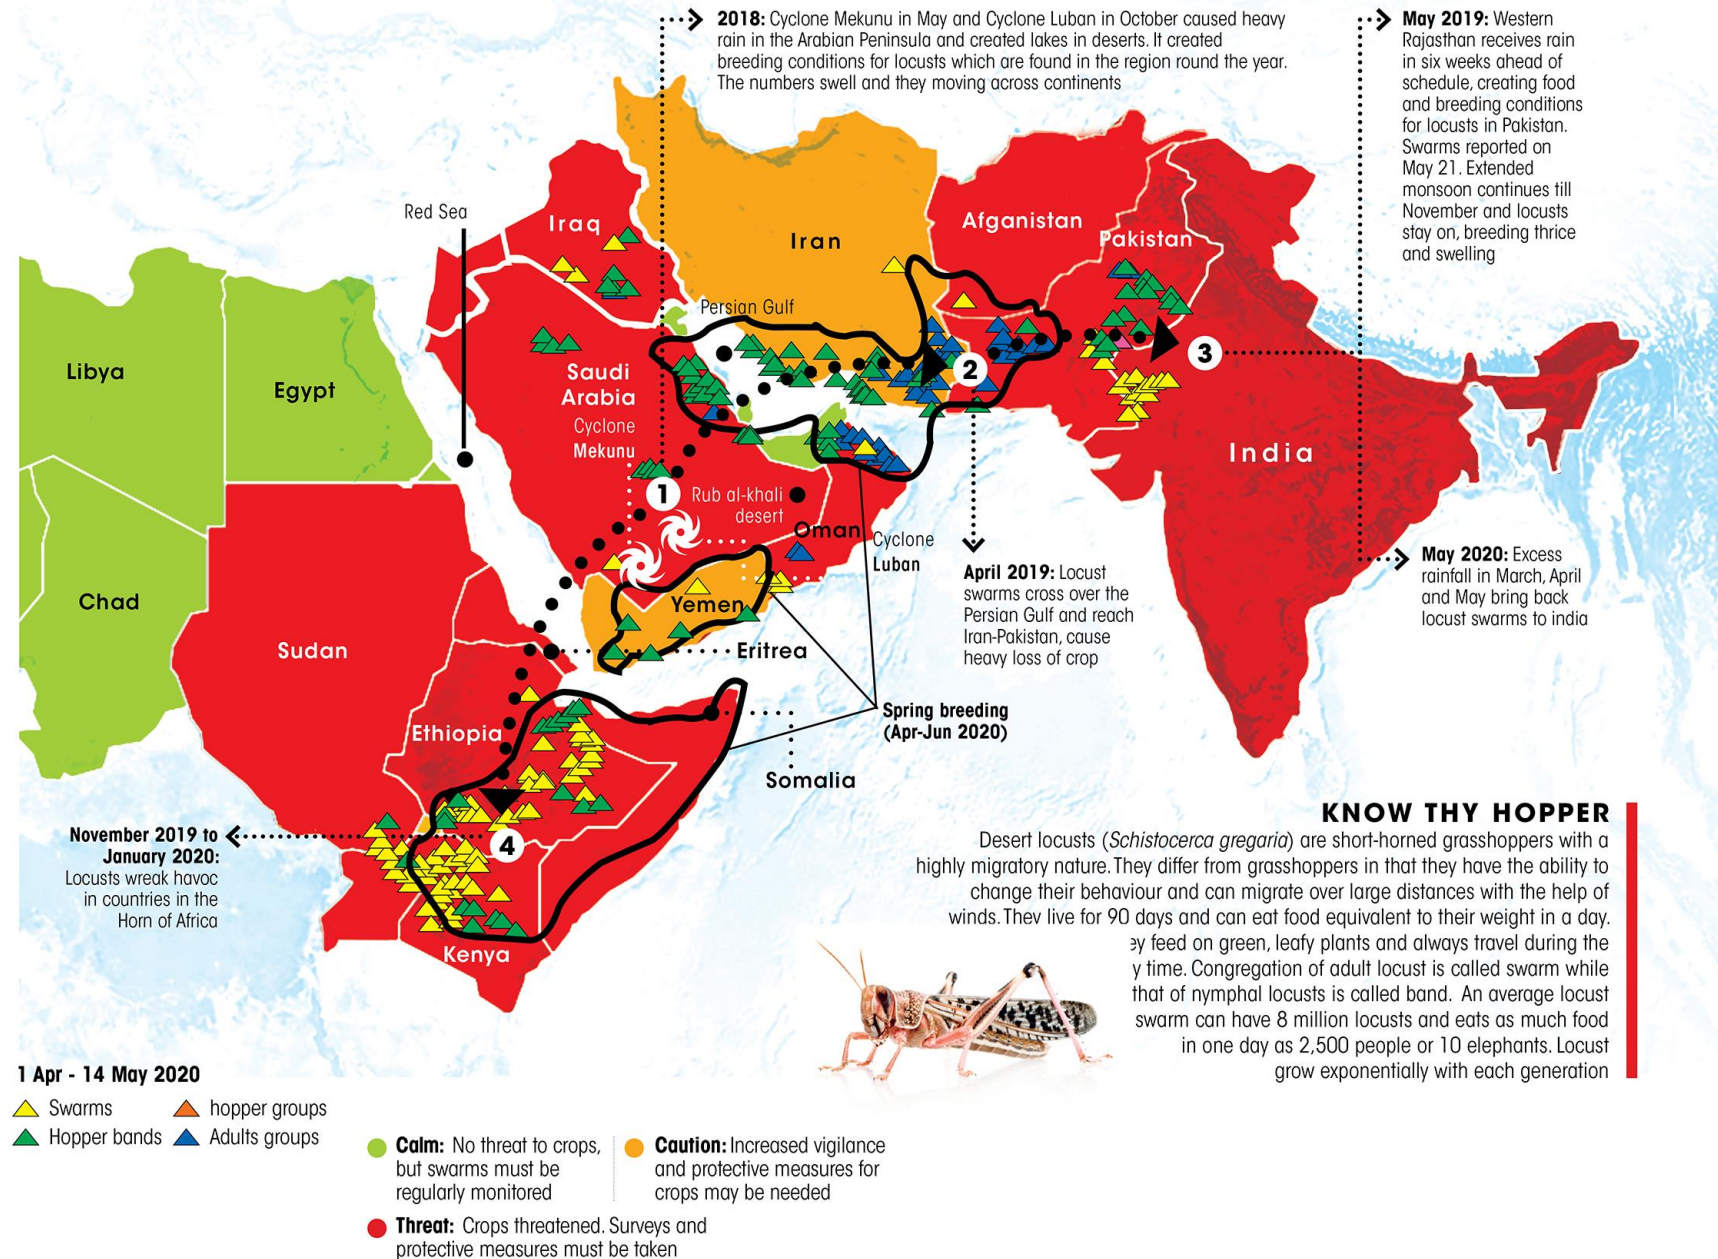 2018: Cyclone Mekunu in May and Cyclone Luban in October caused heavy
rain in the Arabian Peninsula and created lakes in deserts. It created
breeding conditions for locusts which are found in the region round the year.
The numbers swell and they moving across continents
May 2019: Western
Rajasthan receives rain
in six weeks ahead of
schedule, creating food
and breeding conditions
for locusts in Pakistan.
Swarms reported on
May 21. Extended
monsoon continues till
November and locusts
stay on, breeding thrice
and swelling
Red Sea
Iraq
Iran
Afganistan
Pakistan
Persian Gulf
Libya
Egypt
Saudi
Arabia
Cyclone
Mekunu
2
3
India
1
Rub al-khali
desert
Oman
Cyclone
Luban
April 2019: Locust
swarms cross over the
Persian Gulf and reach
Iran-Pakistan, cause
heavy loss of crop
May 2020: Excess
rainfall in March, April
and May bring back
locust swarms to india
Chad
Sudan
Yemen
Eritrea
Ethiopia
Spring breeding
(Apr-Jun 2020)
Somalia
November 2019 to
January 2020:
Locusts wreak havoc
in countries in the
Horn of Africa
4
Kenya
KNOW THY HOPPER
Desert locusts (Schistocerca gregaria) are short-horned grasshoppers with a
highly migratory nature. They differ from grasshoppers in that they have the ability to
change their behaviour and can migrate over large distances with the help of
winds. They live for 90 days and can eat food equivalent to their weight in a day.
ey feed on green, leafy plants and always travel during the
y time. Congregation of adult locust is called swarm while
that of nymphal locusts is called band. An average locust
swarm can have 8 million locusts and eats as much food
in one day as 2,500 people or 10 elephants. Locust
grow exponentially with each generation
1 Apr - 14 May 2020
Swarms
hopper groups
Hopper bands
Adults groups
Calm: No threat to crops,
but swarms must be
regularly monitored
Caution: Increased vigilance
and protective measures for
crops may be needed
Threat: Crops threatened. Surveys and
protective measures must be taken